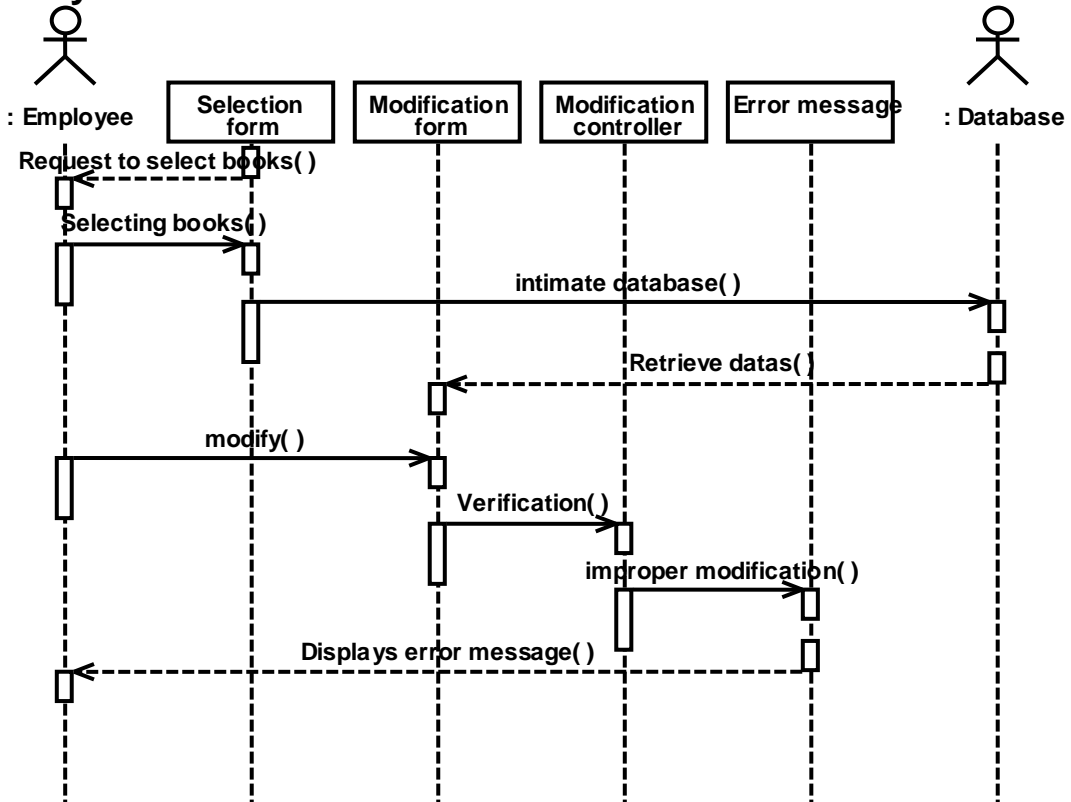 : Employee
Selection
form
Modification
form
Modification
controller
Error message
: Database
Request to select books( )
Selecting books( )
intimate database( )
Retrieve datas( )
modify( )
Verification( )
improper modification( )
Displays error message( )